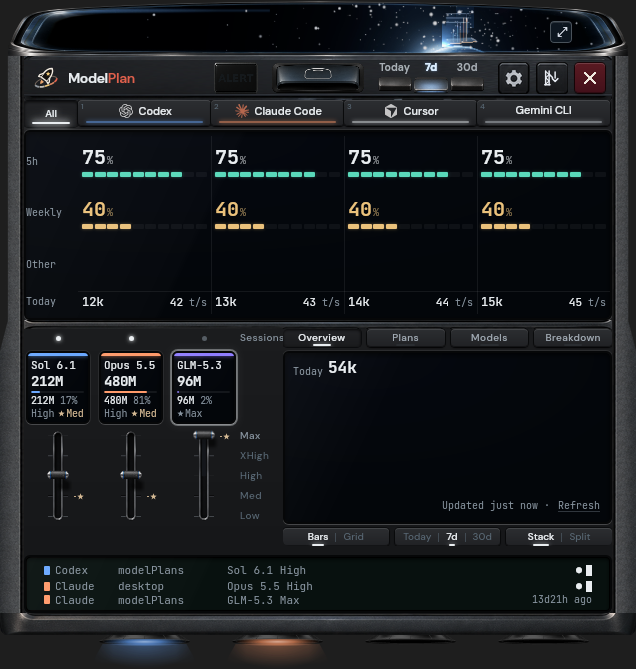 ModelPlan ALERT Today 7d 30d
All 1 Codex 2 Claude Code 3 Cursor 4 Gemini CLI
5h 75% 75% 75% 75%
Weekly 40% 40% 40% 40%
Other
Today 12k 42 t/s 13k 43 t/s 14k 44 t/s 15k 45 t/s
Sessions Overview Plans Models Breakdown
Sol 6.1 Opus 5.5 GLM-5.3
212M 480M 96M
212M 17% 480M 81% 96M 2%
High ★Med High ★Med ★Max
Today 54k
Max
XHigh
High
Med
Low
Updated just now · Refresh
Bars | Grid Today | 7d | 30d Stack | Split
Codex modelPlans Sol 6.1 High
Claude desktop Opus 5.5 High
Claude modelPlans GLM-5.3 Max 13d21h ago